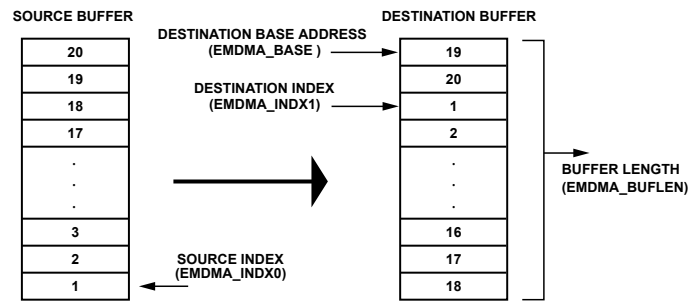 SOURCE BUFFER
20
19
18
17
.
.
.
3
2
1
SOURCE INDEX
(EMDMA_INDX0)
DESTINATION BASE ADDRESS
(EMDMA_BASE )
DESTINATION INDEX
(EMDMA_INDX1)
DESTINATION BUFFER
19
20
1
2
.
.
.
16
17
18
BUFFER LENGTH
(EMDMA_BUFLEN)